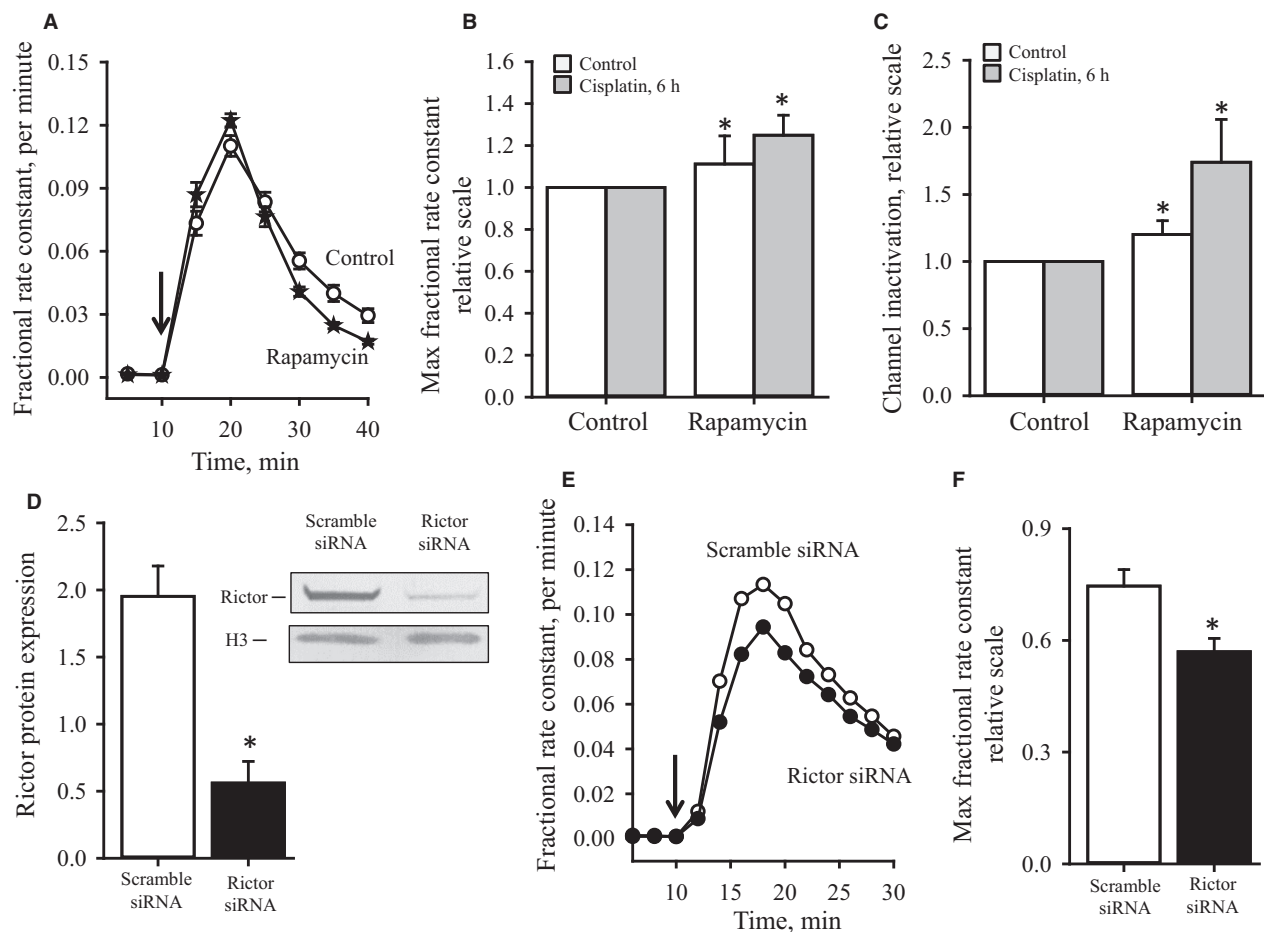 A
Fractional rate constant, per minute
0.15
0.12
0.09
0.06
0.03
0.00
Control
Rapamycin
10 20 30 40
Time, min
B
Max fractional rate constant
relative scale
1.6
1.4
1.2
1.0
0.8
0.6
0.4
0.2
0.0
Control
Cisplatin, 6 h
* *
Control Rapamycin
C
Channel inactivation, relative scale
2.5
2.0
1.5
1.0
0.5
0.0
Control
Cisplatin, 6 h
* *
Control Rapamycin
D
Rictor protein expression
2.5
2.0
1.5
1.0
0.5
0.0
*
Scramble
siRNA
Rictor
siRNA
Scramble
siRNA
Rictor
siRNA
Rictor
H3
E
Fractional rate constant, per minute
0.14
0.12
0.10
0.08
0.06
0.04
0.02
0.00
Scramble siRNA
Rictor siRNA
10 15 20 25 30
Time, min
F
Max fractional rate constant
relative scale
0.9
0.6
0.3
0.0
*
Scramble
siRNA
Rictor
siRNA